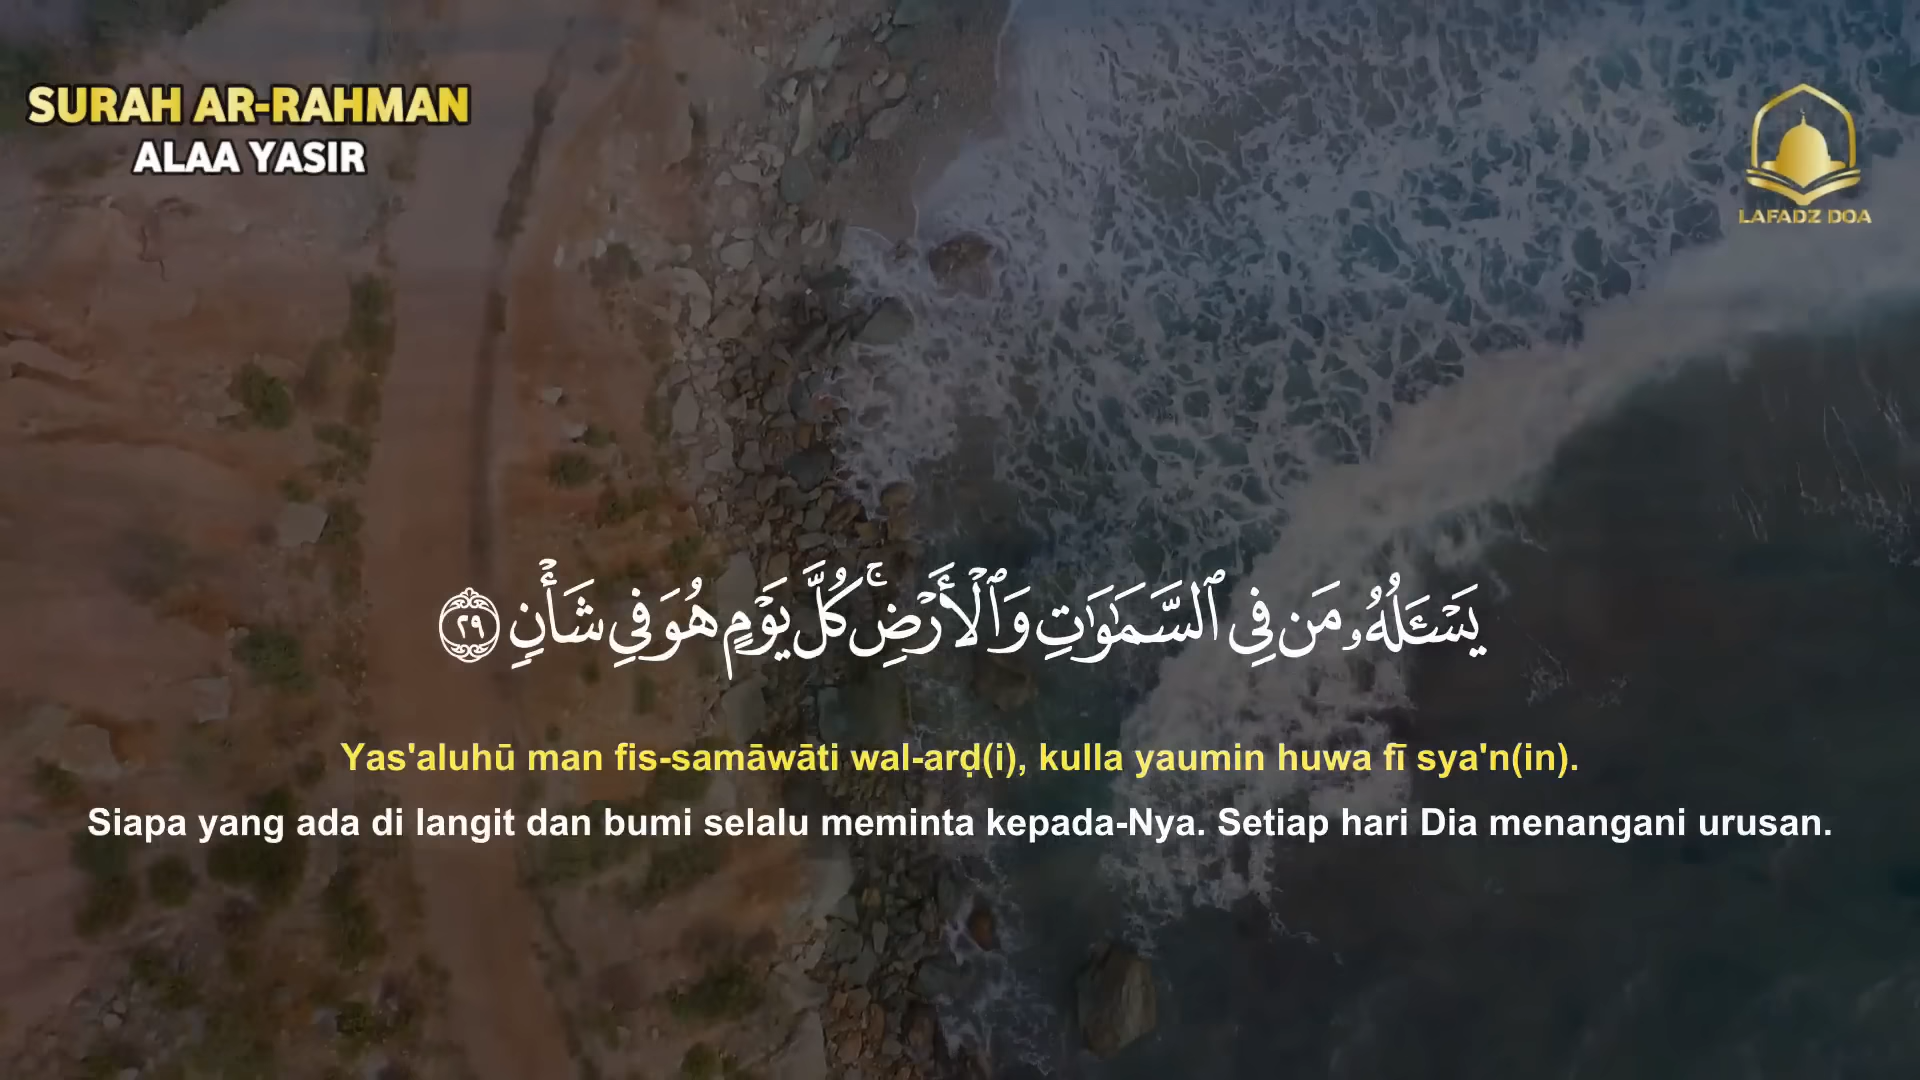 SURAH AR-RAHMAN
ALAA YASIR
LAFADZ DOA
يَسْـَٔلُهُۥ مَن فِى ٱلسَّمَـٰوَٰتِ وَٱلْأَرْضِ ۚ كُلَّ يَوْمٍ هُوَ فِى شَأْنٍ ٢٩
Yas'aluhū man fis-samāwāti wal-arḍ(i), kulla yaumin huwa fī sya'n(in).
Siapa yang ada di langit dan bumi selalu meminta kepada-Nya. Setiap hari Dia menangani urusan.